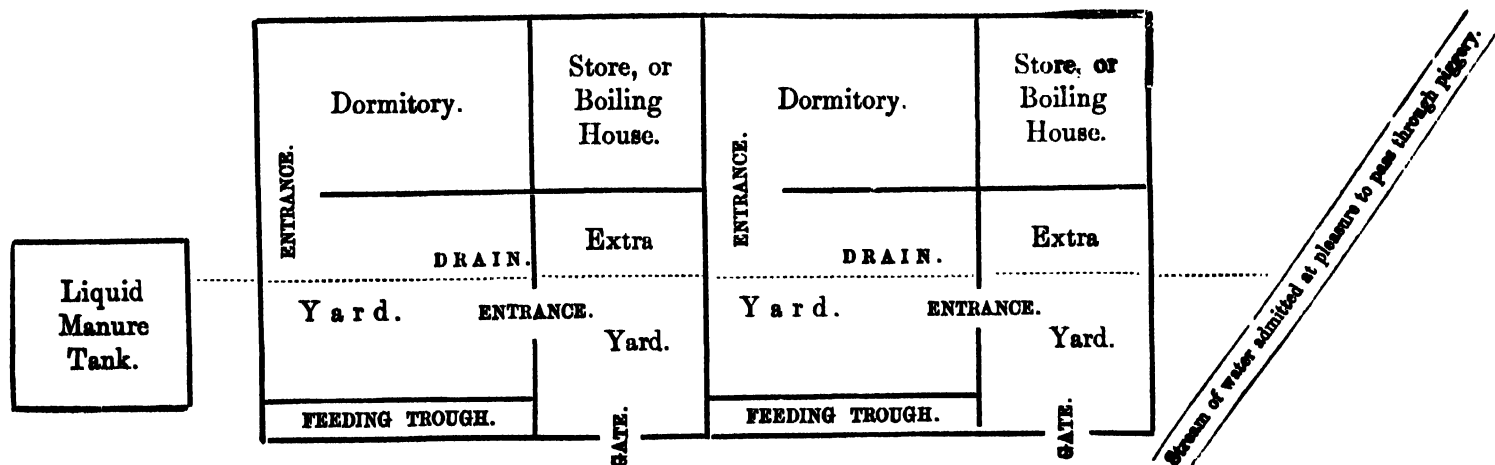 Dormitory.
Store, or
Boiling
House.
Dormitory.
Store, or
Boiling
House.
ENTRANCE.
ENTRANCE.
DRAIN.
Extra
DRAIN.
Extra
Liquid
Manure
Tank.
Yard.
ENTRANCE.
Yard.
Yard.
ENTRANCE.
Yard.
FEEDING TROUGH.
GATE.
FEEDING TROUGH.
GATE.
Stream of water admitted at pleasure to pass through piggery.